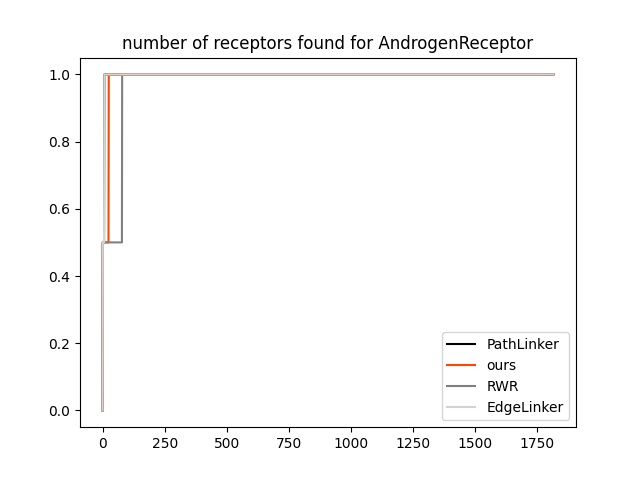 number of receptors found for AndrogenReceptor
1.0
0.8
0.6
0.4
0.2
0.0
PathLinker
ours
RWR
EdgeLinker
0 250 500 750 1000 1250 1500 1750